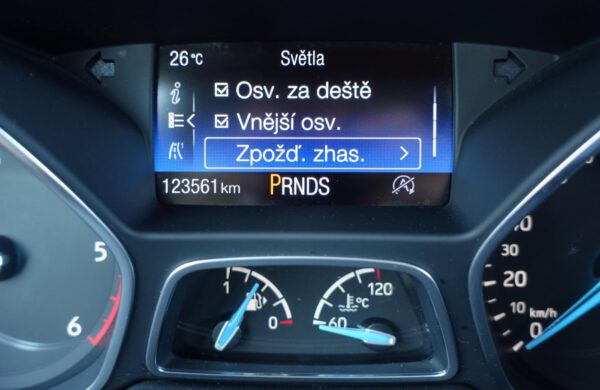 26°C Světla
Osv. za deště
Vnější osv.
Zpožď. zhas.
123561 km PRNDS
5
6
1
0
60
120
°C
30
20
10
0
km/h